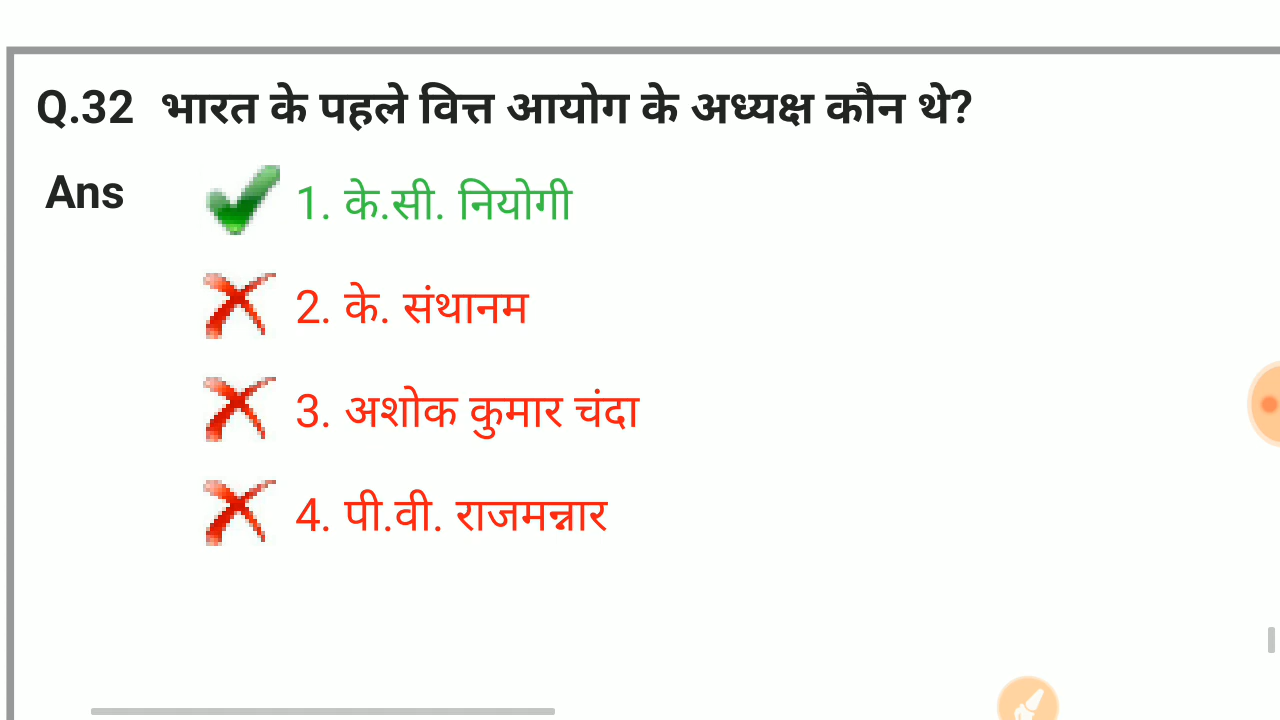 Q.32 भारत के पहले वित्त आयोग के अध्यक्ष कौन थे?
Ans 1. के.सी. नियोगी
2. के. संथानम
3. अशोक कुमार चंदा
4. पी.वी. राजमन्नार